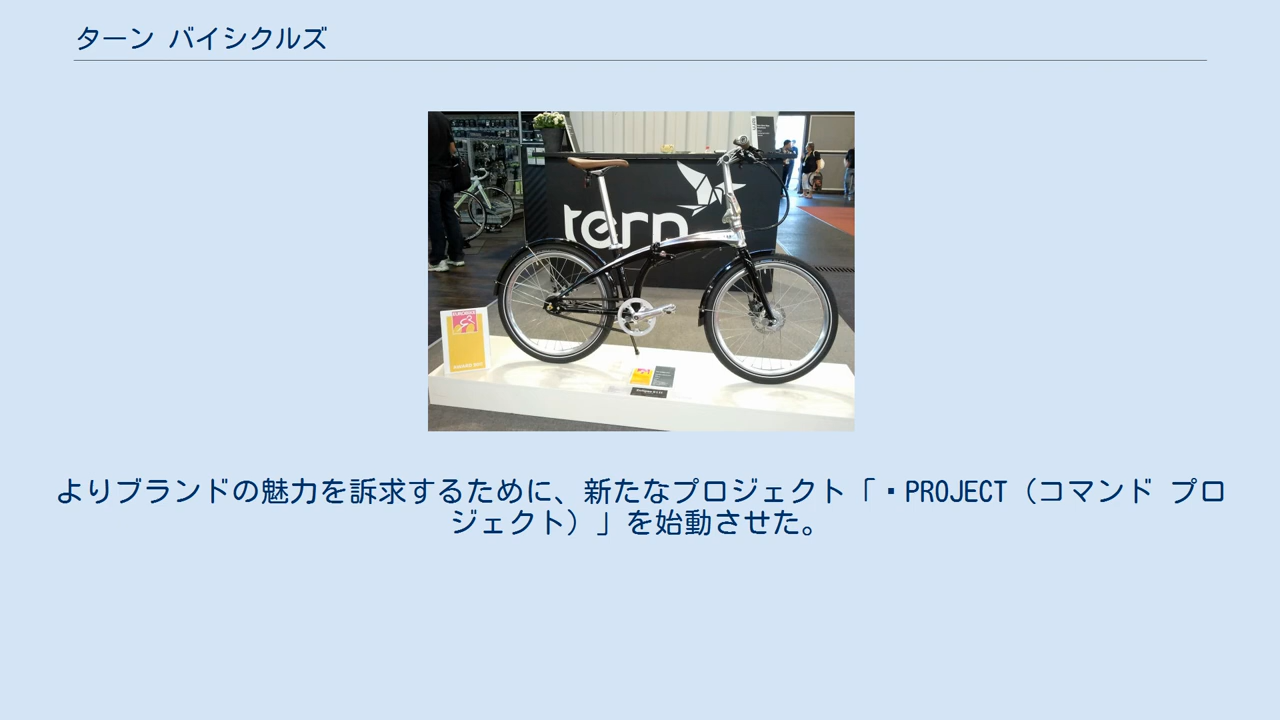 ターン バイシクルズ
tern
よりブランドの魅力を訴求するために、新たなプロジェクト「・PROJECT（コマンド プロ
ジェクト）」を始動させた。